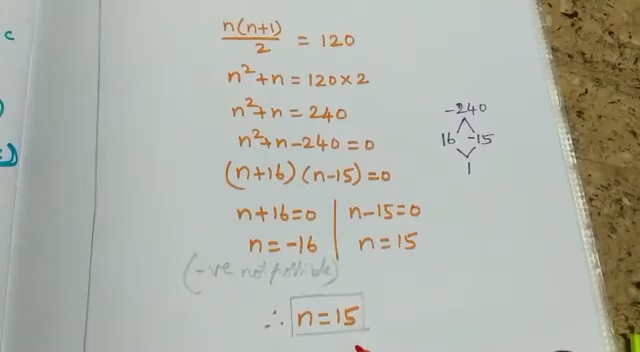 c
n(n+1)/2 = 120
n²+n = 120×2
n²+n = 240
n²+n-240=0
(n+16)(n-15)=0
n+16=0 | n-15=0
n=-16 | n=15
(-ve not possible)
∴ n=15
-240
16 -15
1